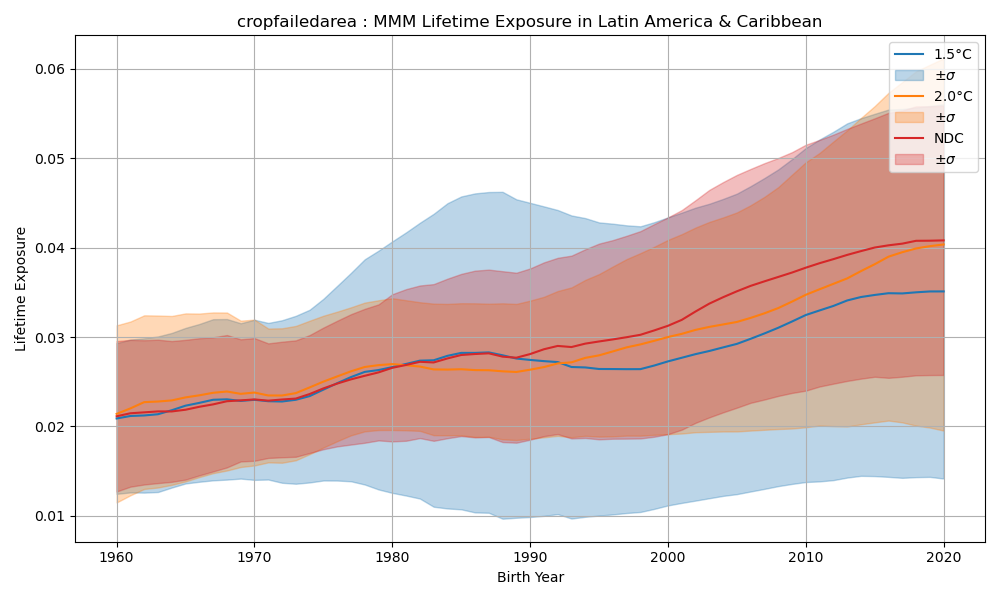 cropfailedarea : MMM Lifetime Exposure in Latin America & Caribbean
1.5°C
±σ
2.0°C
±σ
NDC
±σ
0.06
0.05
0.04
0.03
0.02
0.01
Lifetime Exposure
1960 1970 1980 1990 2000 2010 2020
Birth Year